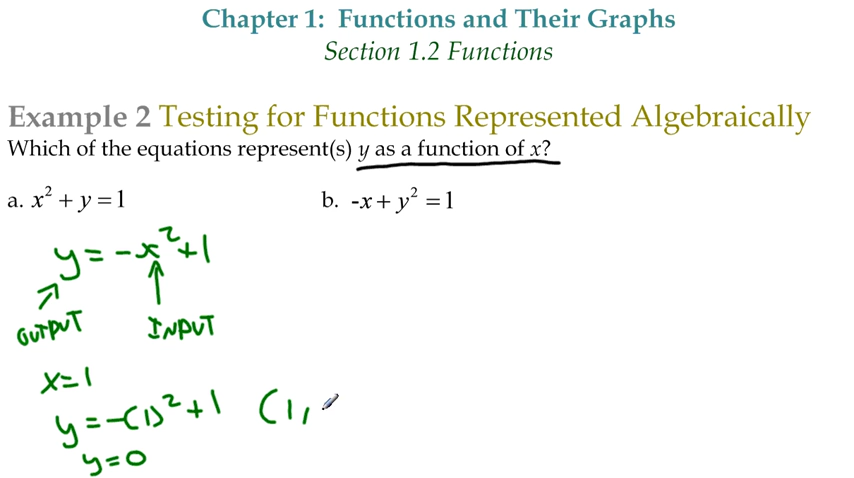 Chapter 1: Functions and Their Graphs
Section 1.2 Functions
Example 2 Testing for Functions Represented Algebraically
Which of the equations represent(s) y as a function of x?
a. x² + y = 1
b. -x + y² = 1
y = -x² + 1
OUTPUT
INPUT
x = 1
y = -(1)² + 1
(1,
y = 0